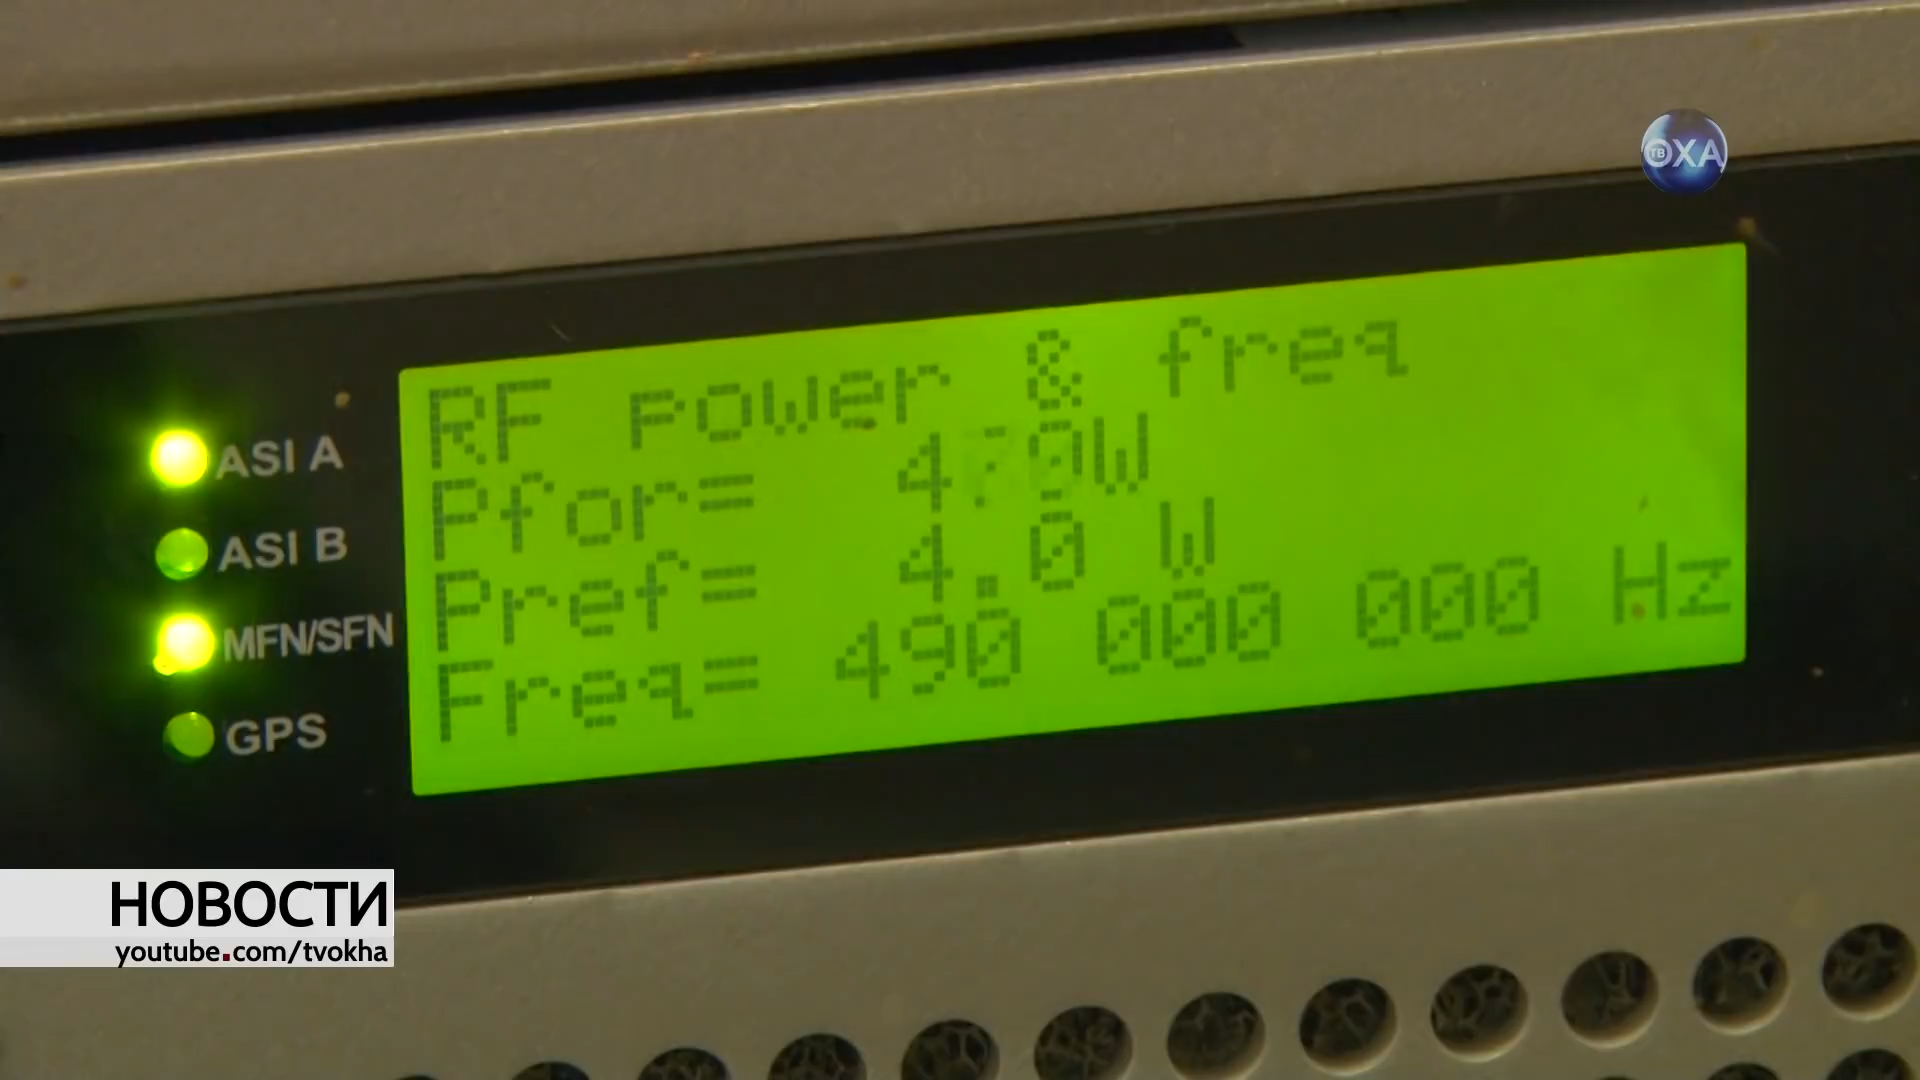 ТВ ОХА
RF power & freq
Pfor= 470W
Pref= 4.0 W
Freq= 490 000 000 Hz
ASI A
ASI B
MFN/SFN
GPS
НОВОСТИ
youtube.com/tvokha